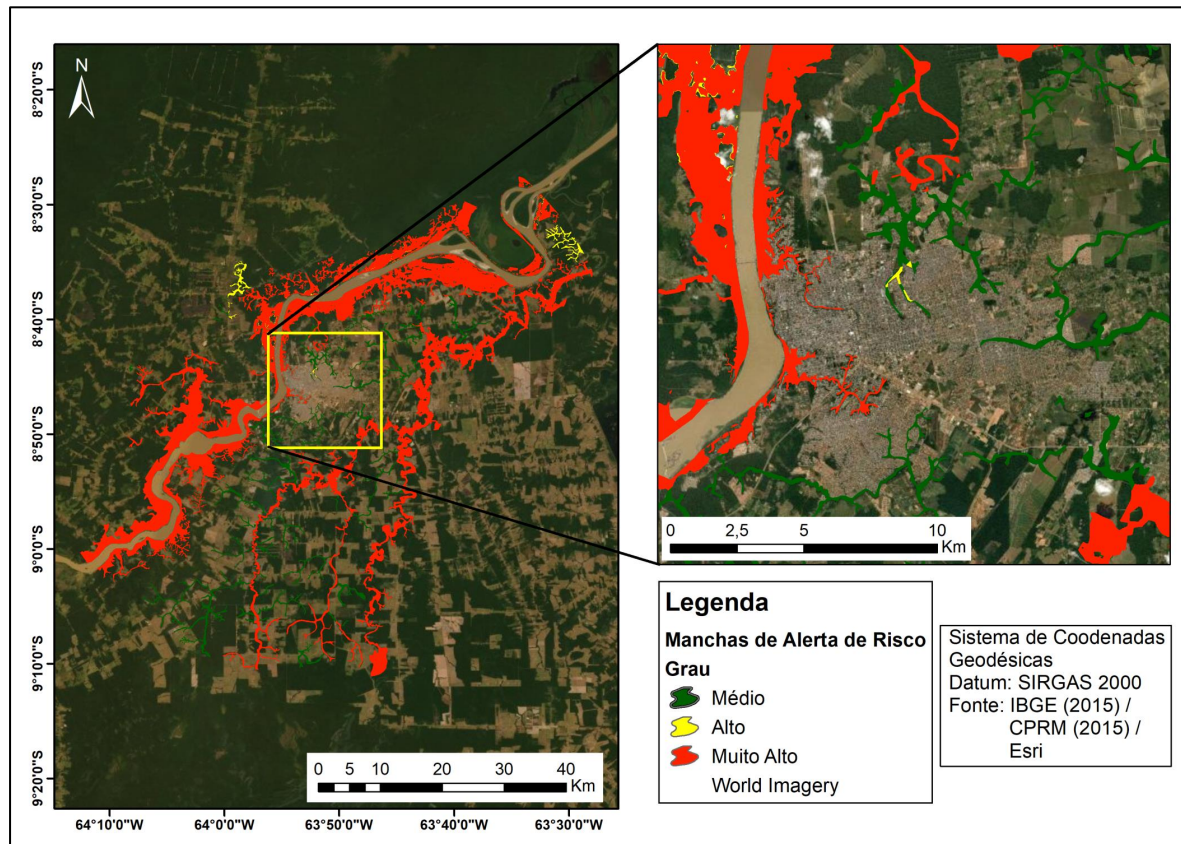 N
8°20'0"S
8°30'0"S
8°40'0"S
8°50'0"S
9°0'0"S
9°10'0"S
9°20'0"S
0 5 10 20 30 40
Km
64°10'0"W 64°0'0"W 63°50'0"W 63°40'0"W 63°30'0"W
0 2,5 5 10
Km
Legenda
Manchas de Alerta de Risco
Grau
Médio
Alto
Muito Alto
World Imagery
Sistema de Coodenadas
Geodésicas
Datum: SIRGAS 2000
Fonte: IBGE (2015) /
CPRM (2015) /
Esri